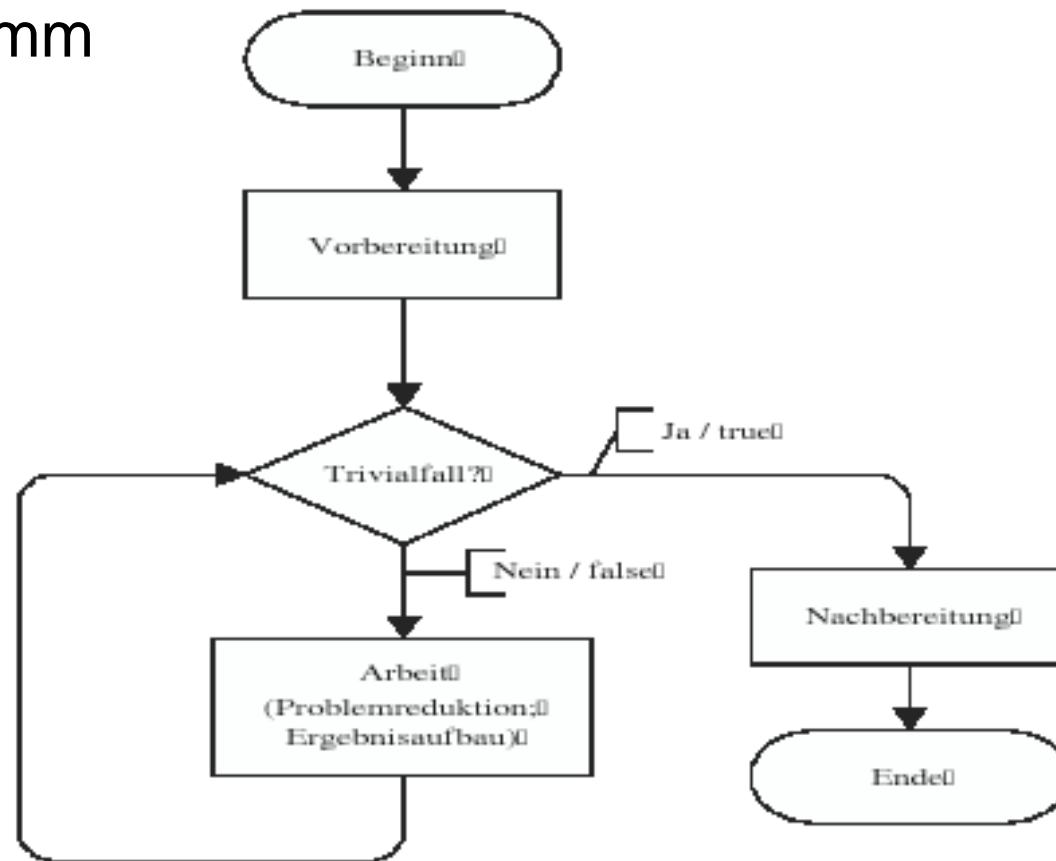 mm
Beginn
Vorbereitung
Trivialfall?
Ja / true
Nein / false
Arbeit
(Problemreduktion;
Ergebnisaufbau)
Nachbereitung
Ende